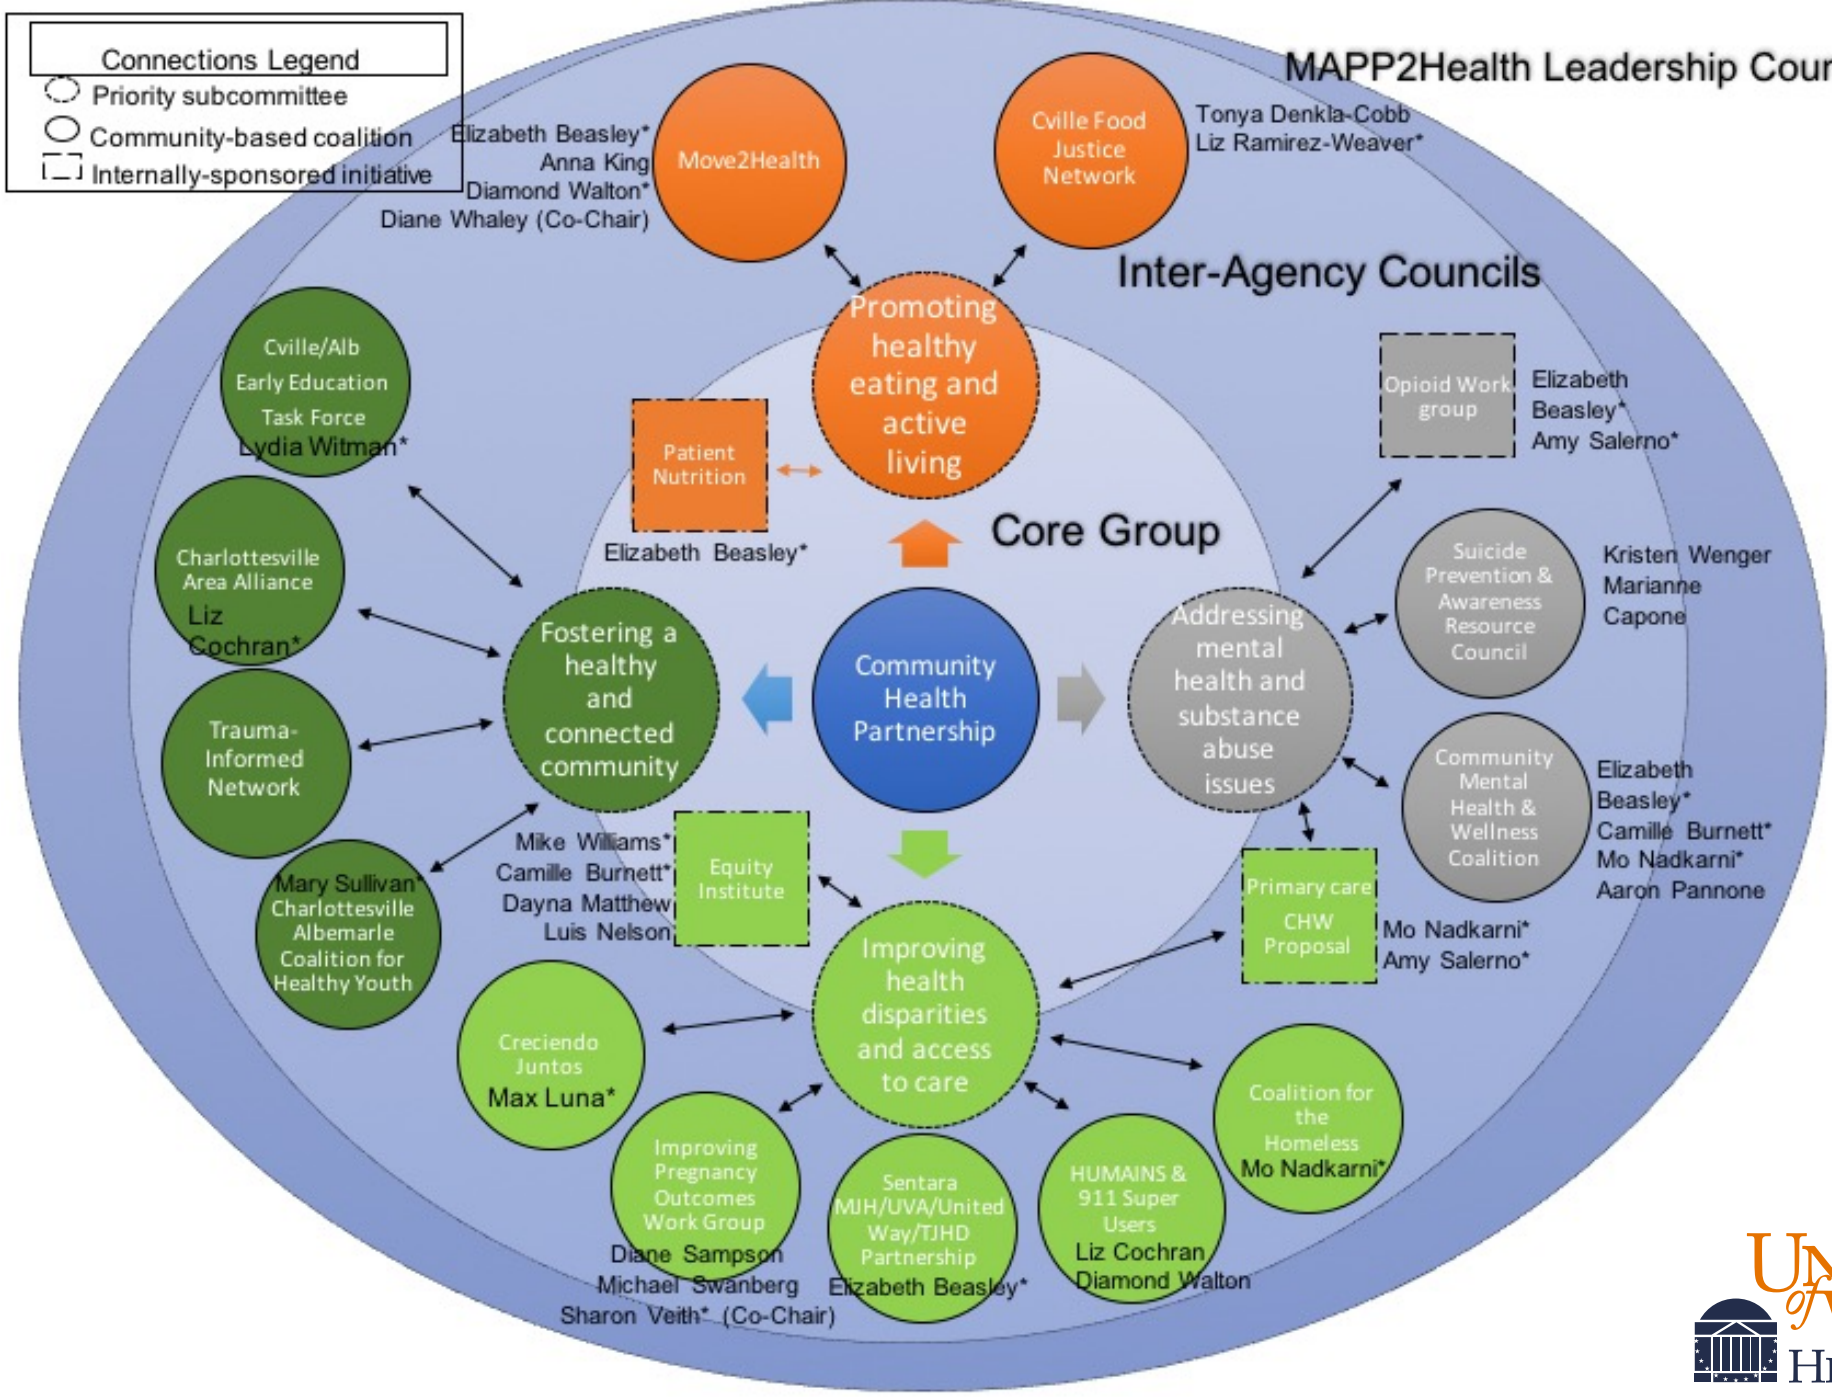 Connections Legend
Priority subcommittee
Community-based coalition
Internally-sponsored initiative
MAPP2Health Leadership
Elizabeth Beasley*
Anna King
Diamond Walton*
Diane Whaley (Co-Chair)
Move2Health
Cville Food
Justice
Network
Tonya Denkla-Cobb
Liz Ramirez-Weaver*
Inter-Agency Councils
Promoting
healthy
eating and
active
living
Cville/Alb
Early Education
Task Force
Lydia Witman*
Patient
Nutrition
Elizabeth Beasley*
Opioid Work
group
Elizabeth
Beasley*
Amy Salerno*
Core Group
Charlottesville
Area Alliance
Liz
Cochran*
Suicide
Prevention &
Awareness
Resource
Council
Kristen Wenger
Marianne
Capone
Fostering a
healthy
and
connected
community
Community
Health
Partnership
Addressing
mental
health and
substance
abuse
issues
Trauma-
Informed
Network
Community
Mental
Health &
Wellness
Coalition
Elizabeth
Beasley*
Camille Burnett*
Mo Nadkarni*
Aaron Pannone
Mary Sullivan*
Charlottesville
Albemarle
Coalition for
Healthy Youth
Mike Williams*
Camille Burnett*
Dayna Matthew
Luis Nelson
Equity
Institute
Primary care
CHW
Proposal
Mo Nadkarni*
Amy Salerno*
Improving
health
disparities
and access
to care
Creciendo
Juntos
Max Luna*
Improving
Pregnancy
Outcomes
Work Group
Diane Sampson
Michael Swanberg
Sharon Veith* (Co-Chair)
Sentara
MJH/UVA/United
Way/TJHD
Partnership
Elizabeth Beasley*
HUMAINS &
911 Super
Users
Liz Cochran
Diamond Walton
Coalition for
the
Homeless
Mo Nadkarni*
of